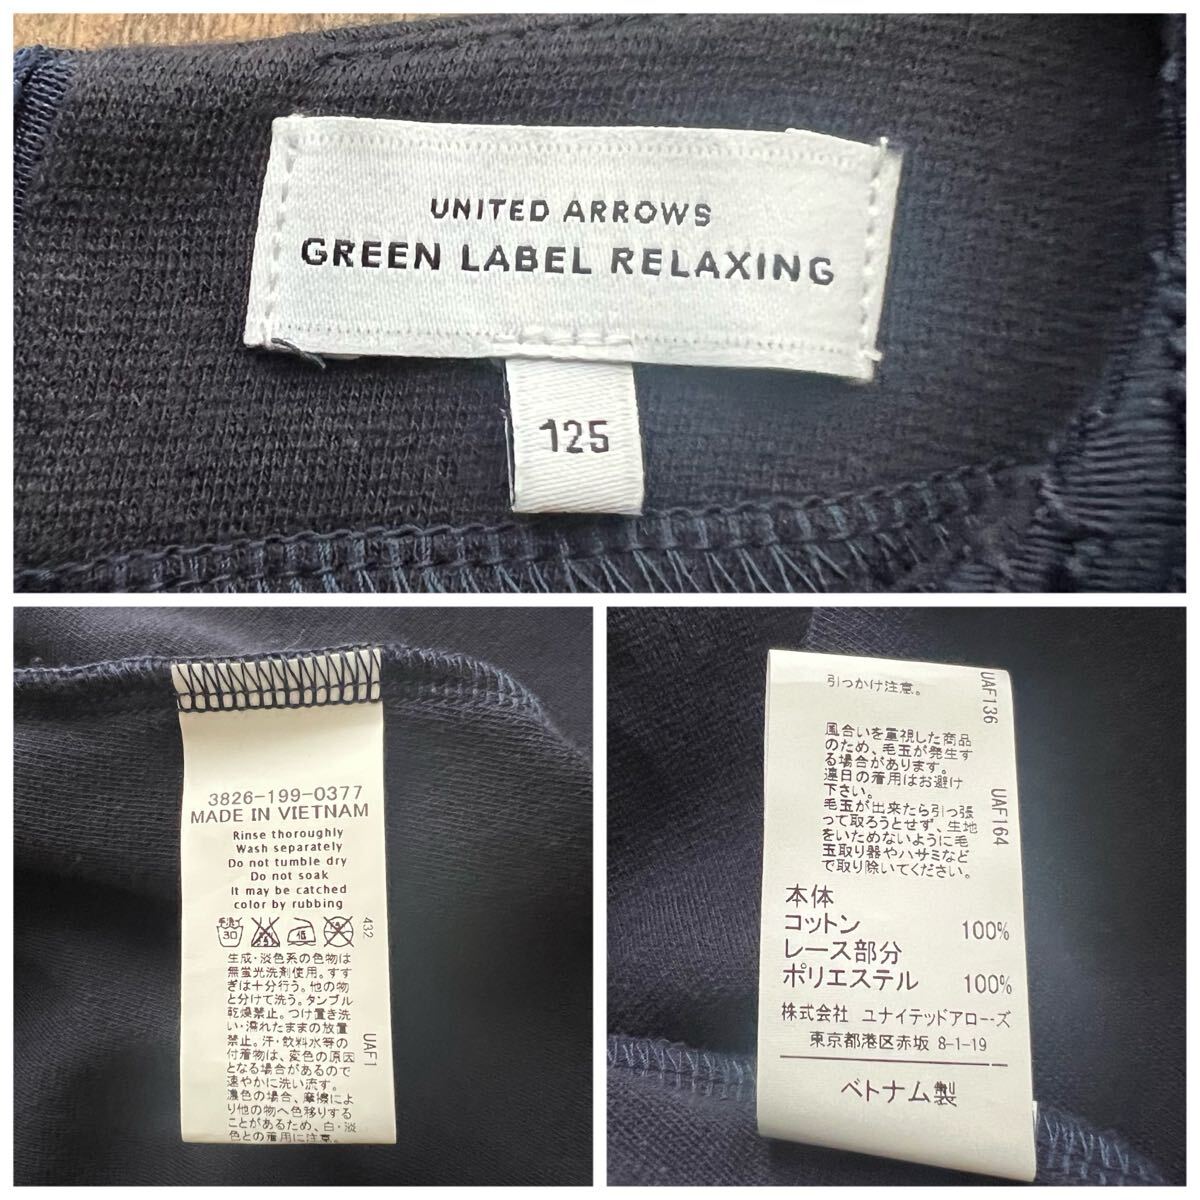 UNITED ARROWS
GREEN LABEL RELAXING
125
3826-199-0377
MADE IN VIETNAM
Rinse thoroughly
Wash separately
Do not tumble dry
Do not soak
It may be catched
color by rubbing
手洗イ
30
432
生成・淡色系の色物は
無蛍光洗剤使用。すす
ぎは十分行う。他の物
と分けて洗う。タンブル
乾燥禁止。つけ置き洗
い・濡れたままの放置
禁止。汗・飲料水等の
付着物は、変色の原因
となる場合があるので
速やかに洗い流す。
濃色の場合、摩擦によ
り他の物へ色移りする
ことがあるため、白・淡
色との着用に注意。
UAF1
引っかけ注意。
UAF136
風合いを重視した商品
のため、毛玉が発生す
る場合があります。
連日の着用はお避け
下さい。
毛玉が出来たら引っ張
って取ろうとせず、生地
をいためないように毛
玉取り器やハサミなど
で取り除いてください。
UAF164
本体
コットン 100%
レース部分
ポリエステル 100%
株式会社 ユナイテッドアローズ
東京都港区赤坂 8-1-19
ベトナム製